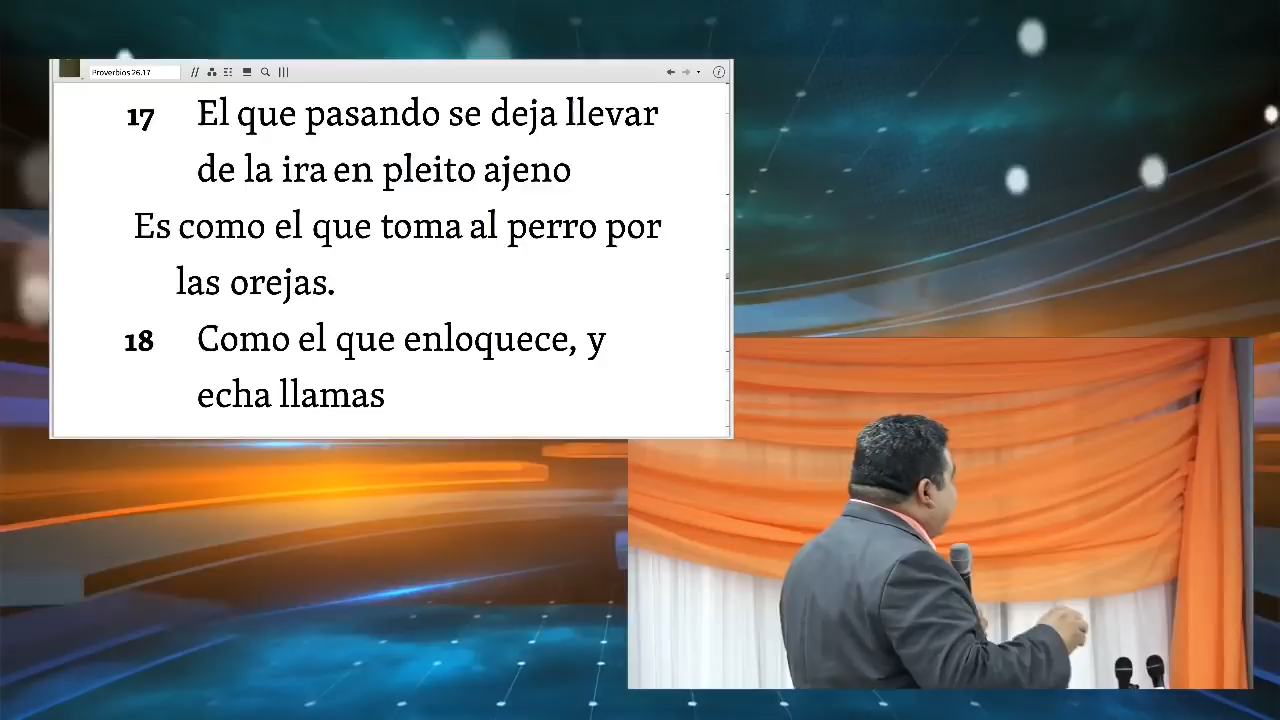 Proverbios 26.17
17 El que pasando se deja llevar
de la ira en pleito ajeno
Es como el que toma al perro por
las orejas.
18 Como el que enloquece, y
echa llamas